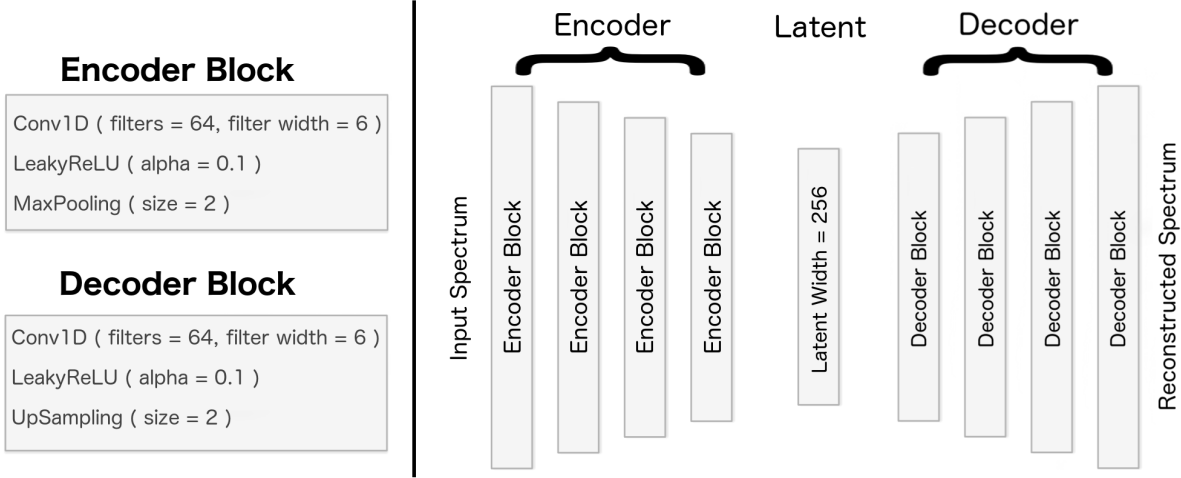 Encoder Block
Conv1D ( filters = 64, filter width = 6 )
LeakyReLU ( alpha = 0.1 )
MaxPooling ( size = 2 )
Decoder Block
Conv1D ( filters = 64, filter width = 6 )
LeakyReLU ( alpha = 0.1 )
UpSampling ( size = 2 )
Encoder
Latent
Decoder
Input Spectrum
Encoder Block
Encoder Block
Encoder Block
Encoder Block
Latent Width = 256
Decoder Block
Decoder Block
Decoder Block
Decoder Block
Reconstructed Spectrum